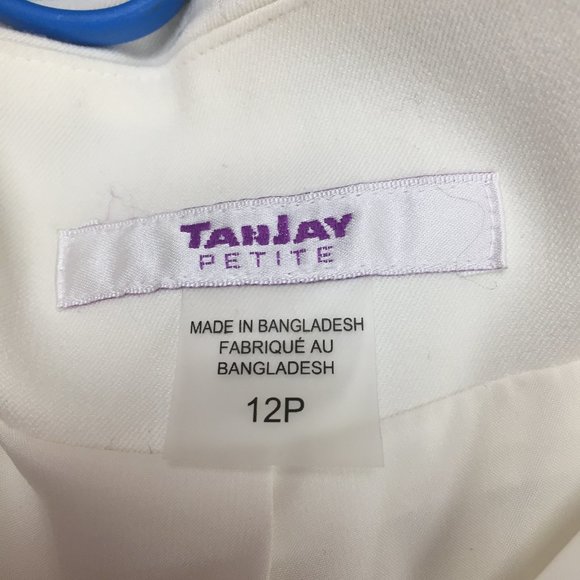 TANJAY
PETITE
MADE IN BANGLADESH
FABRIQUÉ AU
BANGLADESH
12P